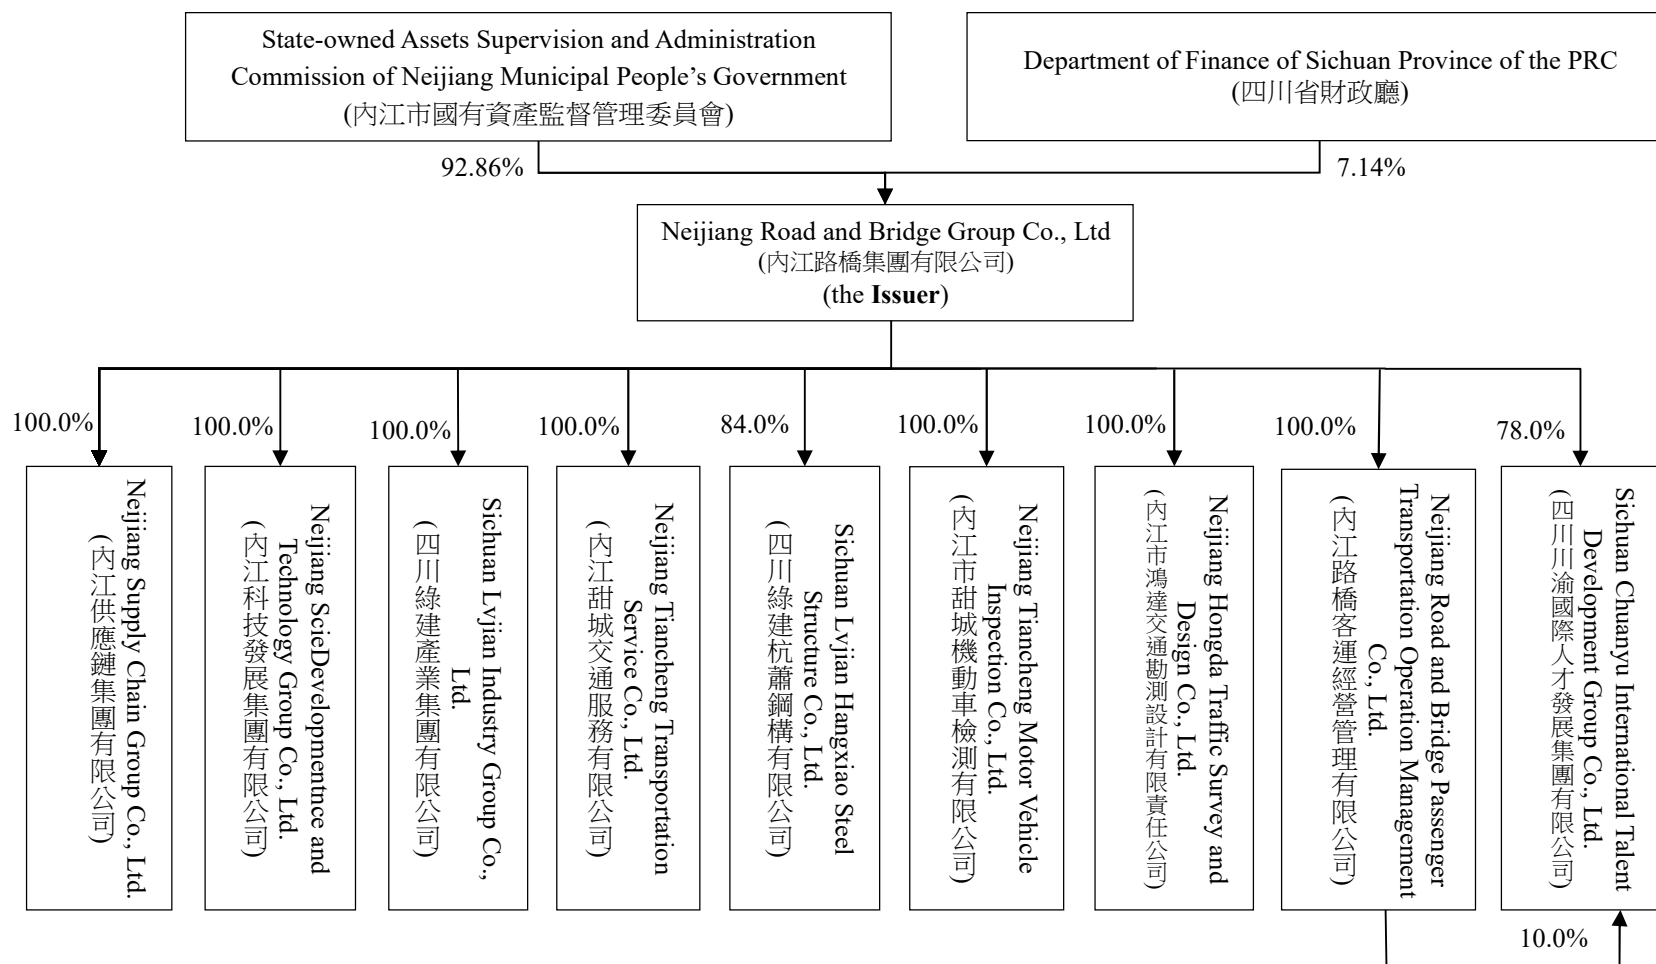 State-owned Assets Supervision and Administration
Commission of Neijiang Municipal People’s Government
(內江市國有資產監督管理委員會)
Department of Finance of Sichuan Province of the PRC
(四川省財政廳)
92.86%
7.14%
Neijiang Road and Bridge Group Co., Ltd
(內江路橋集團有限公司)
(the Issuer)
100.0%
100.0%
100.0%
100.0%
84.0%
100.0%
100.0%
100.0%
78.0%
Neijiang Supply Chain Group Co., Ltd.
(內江供應鏈集團有限公司)
Neijiang ScieDevelopmentnce and
Technology Group Co., Ltd.
(內江科技發展集團有限公司)
Sichuan Lvjian Industry Group Co.,
Ltd.
(四川綠建產業集團有限公司)
Neijiang Tiancheng Transportation
Service Co., Ltd.
(內江甜城交通服務有限公司)
Sichuan Lvjian Hangxiao Steel
Structure Co., Ltd.
(四川綠建杭蕭鋼構有限公司)
Neijiang Tiancheng Motor Vehicle
Inspection Co., Ltd.
(內江市甜城機動車檢測有限公司)
Neijiang Hongda Traffic Survey and
Design Co., Ltd.
(內江市鴻達交通勘測設計有限責任公司)
Neijiang Road and Bridge Passenger
Transportation Operation Management
Co., Ltd.
(內江路橋客運經營管理有限公司)
Sichuan Chuanyu International Talent
Development Group Co., Ltd.
(四川川渝國際人才發展集團有限公司)
10.0%